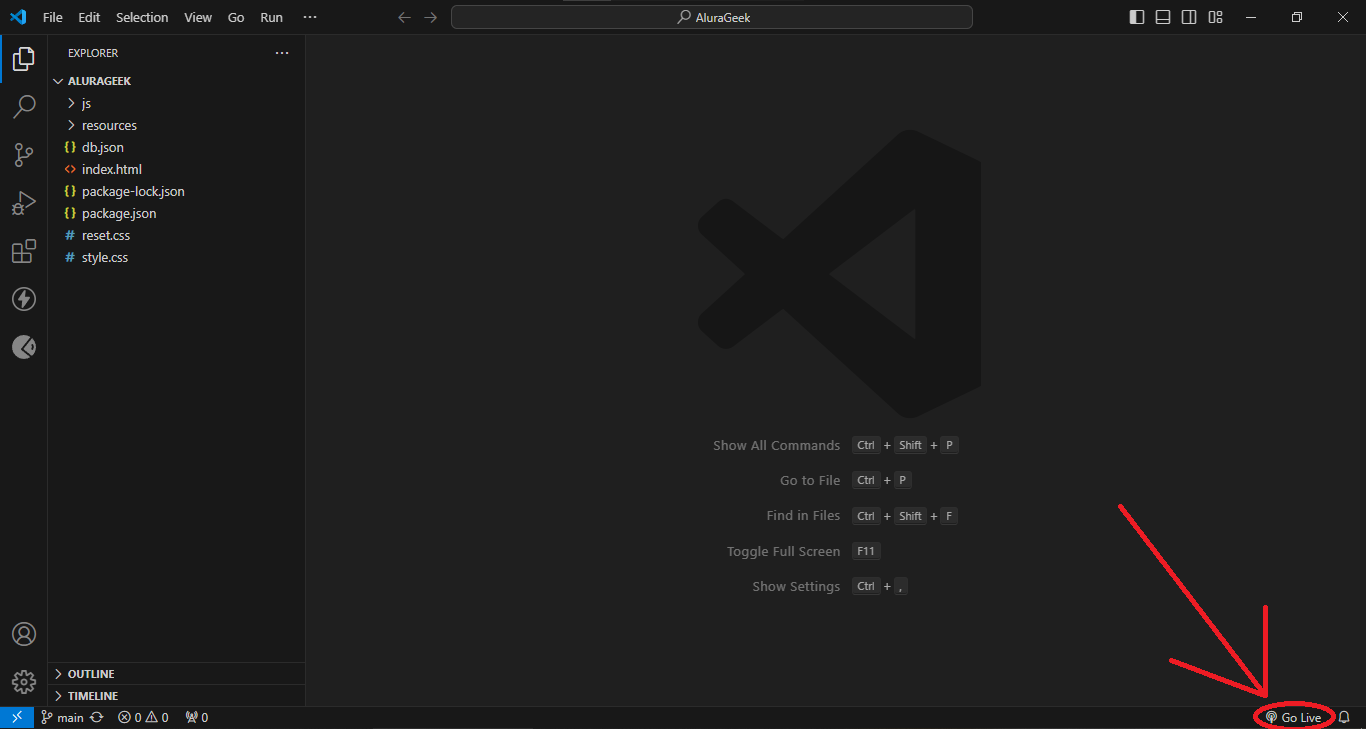 File Edit Selection View Go Run ···
AluraGeek
EXPLORER ···
ALURAGEEK
js
resources
{} db.json
<> index.html
{} package-lock.json
{} package.json
# reset.css
# style.css
Show All Commands Ctrl + Shift + P
Go to File Ctrl + P
Find in Files Ctrl + Shift + F
Toggle Full Screen F11
Show Settings Ctrl + ,
OUTLINE
TIMELINE
main 0 0 0 Go Live